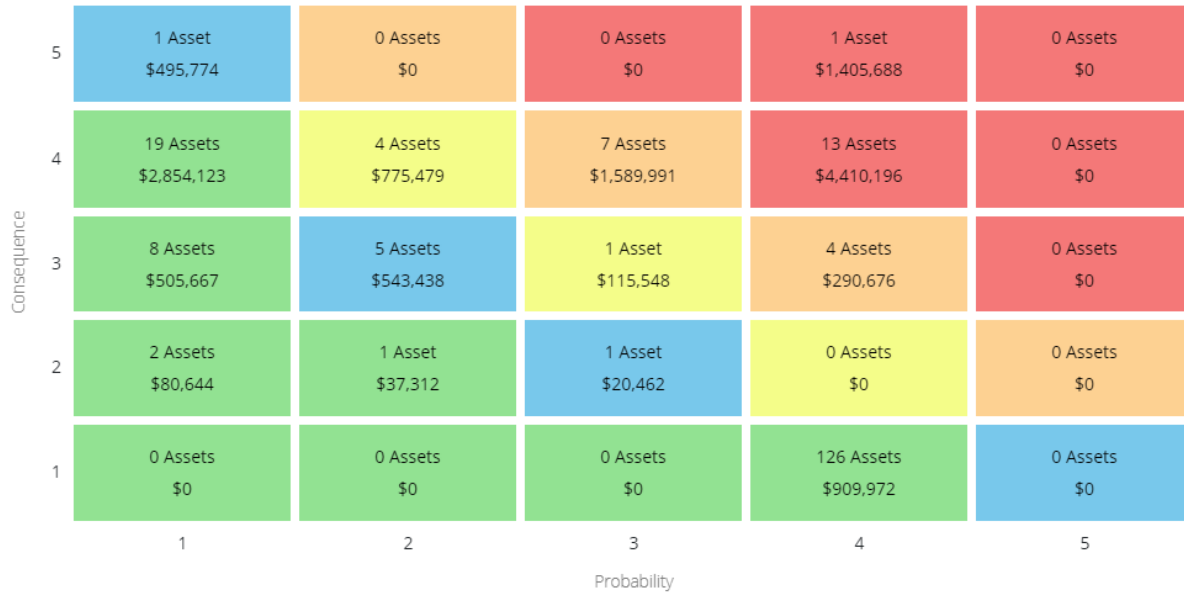 5
1 Asset
$495,774
0 Assets
$0
0 Assets
$0
1 Asset
$1,405,688
0 Assets
$0
4
19 Assets
$2,854,123
4 Assets
$775,479
7 Assets
$1,589,991
13 Assets
$4,410,196
0 Assets
$0
Consequence
3
8 Assets
$505,667
5 Assets
$543,438
1 Asset
$115,548
4 Assets
$290,676
0 Assets
$0
2
2 Assets
$80,644
1 Asset
$37,312
1 Asset
$20,462
0 Assets
$0
0 Assets
$0
1
0 Assets
$0
0 Assets
$0
0 Assets
$0
126 Assets
$909,972
0 Assets
$0
1
2
3
4
5
Probability